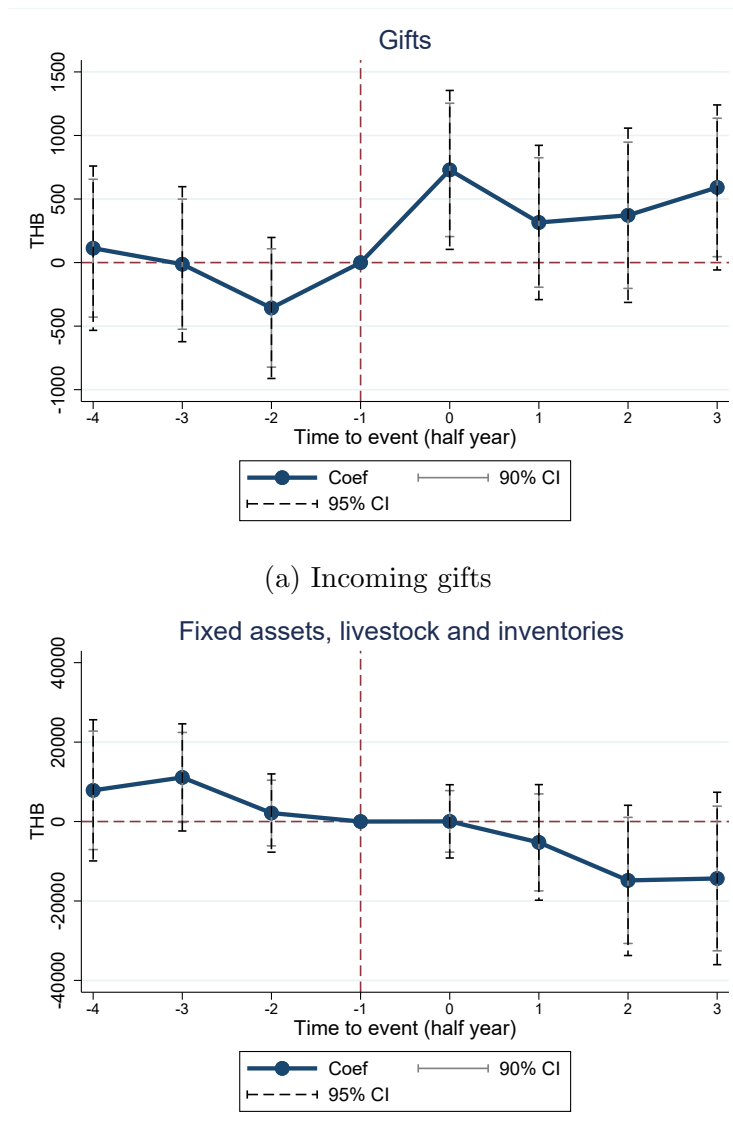 Gifts
1500
1000
500
0
-500
-1000
THB
-4 -3 -2 -1 0 1 2 3
Time to event (half year)
Coef 90% CI
95% CI
(a) Incoming gifts
Fixed assets, livestock and inventories
40000
20000
0
-20000
-40000
THB
-4 -3 -2 -1 0 1 2 3
Time to event (half year)
Coef 90% CI
95% CI